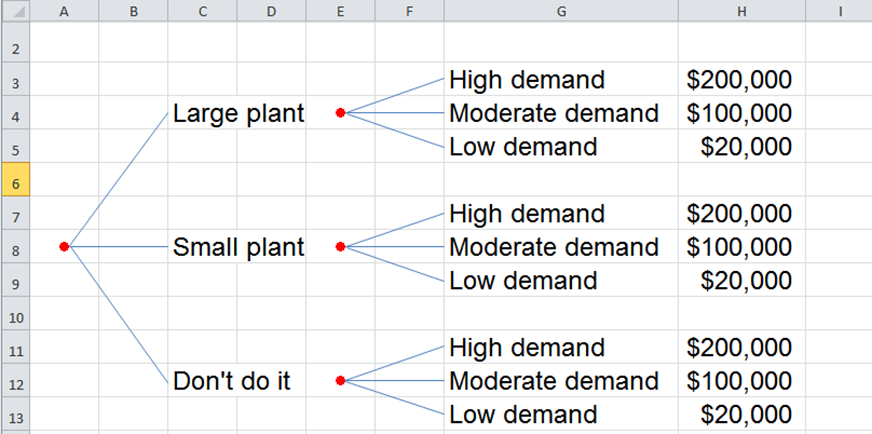 A B C D E F G H I
2
3 High demand $200,000
4 Large plant Moderate demand $100,000
5 Low demand $20,000
6
7 High demand $200,000
8 Small plant Moderate demand $100,000
9 Low demand $20,000
10
11 High demand $200,000
12 Don't do it Moderate demand $100,000
13 Low demand $20,000